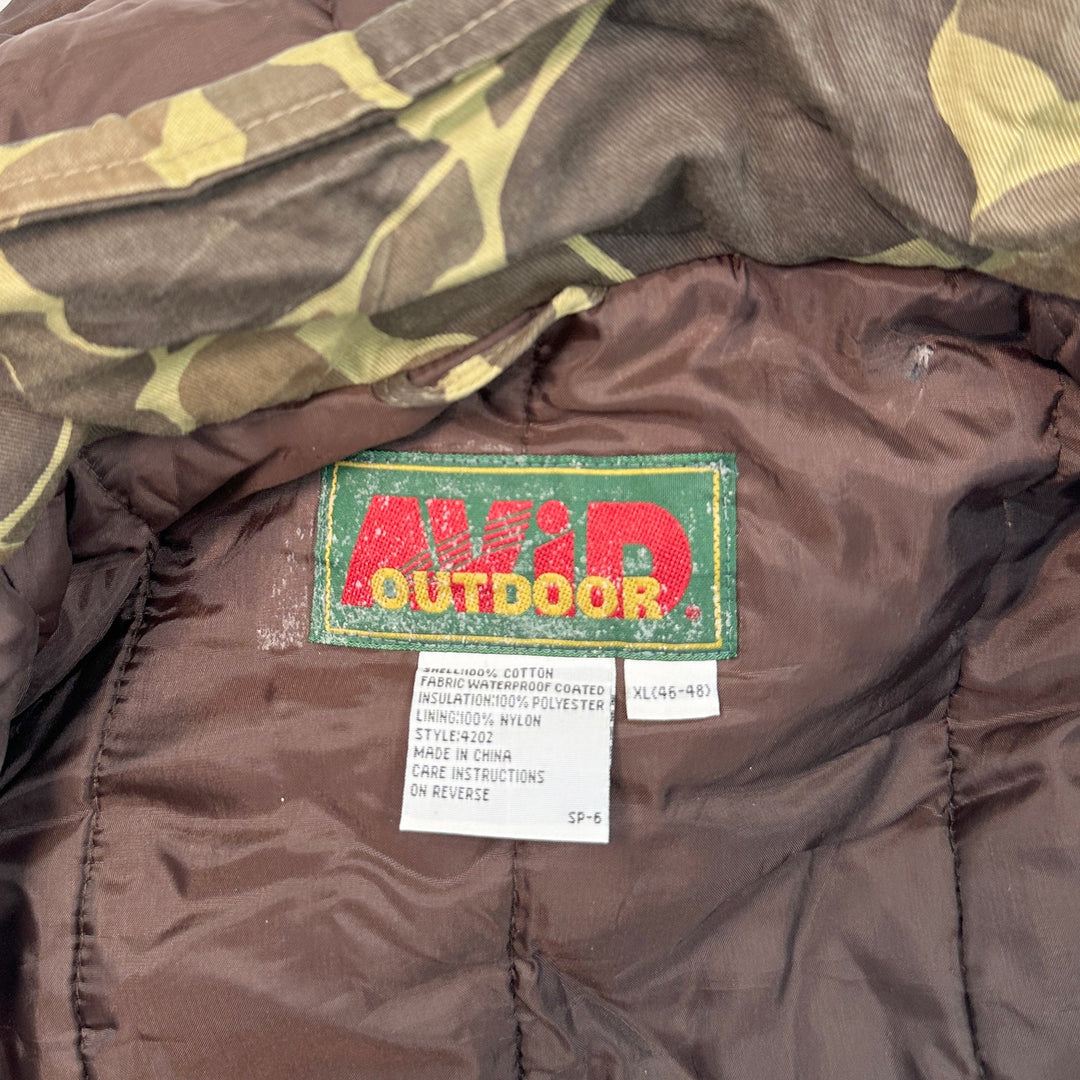 AViD
OUTDOOR
SHELL:100% COTTON
FABRIC WATERPROOF COATED
INSULATION:100% POLYESTER
LINING:100% NYLON
STYLE:4202
MADE IN CHINA
CARE INSTRUCTIONS
ON REVERSE
SP-6
XL(46-48)